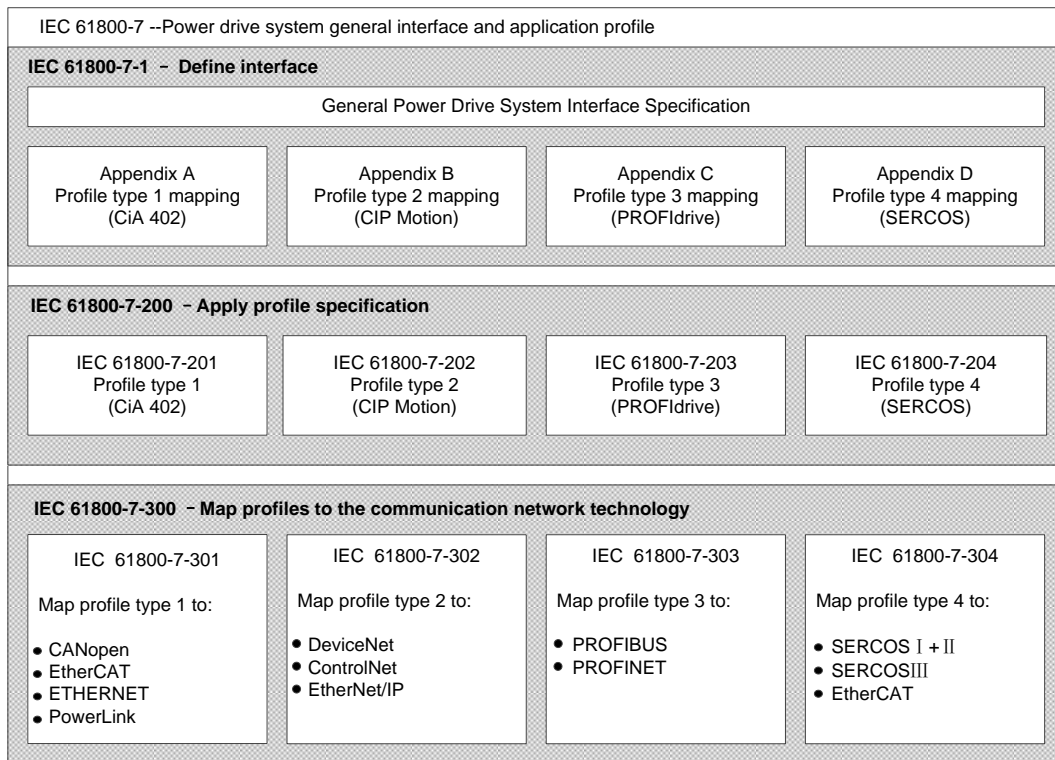 IEC 61800-7 --Power drive system general interface and application profile
IEC 61800-7-1 – Define interface
General Power Drive System Interface Specification
Appendix A
Profile type 1 mapping
(CiA 402)
Appendix B
Profile type 2 mapping
(CIP Motion)
Appendix C
Profile type 3 mapping
(PROFIdrive)
Appendix D
Profile type 4 mapping
(SERCOS)
IEC 61800-7-200 – Apply profile specification
IEC 61800-7-201
Profile type 1
(CiA 402)
IEC 61800-7-202
Profile type 2
(CIP Motion)
IEC 61800-7-203
Profile type 3
(PROFIdrive)
IEC 61800-7-204
Profile type 4
(SERCOS)
IEC 61800-7-300 – Map profiles to the communication network technology
IEC 61800-7-301
Map profile type 1 to:
● CANopen
● EtherCAT
● ETHERNET
● PowerLink
IEC 61800-7-302
Map profile type 2 to:
● DeviceNet
● ControlNet
● EtherNet/IP
IEC 61800-7-303
Map profile type 3 to:
● PROFIBUS
● PROFINET
IEC 61800-7-304
Map profile type 4 to:
● SERCOS Ⅰ+Ⅱ
● SERCOSⅢ
● EtherCAT